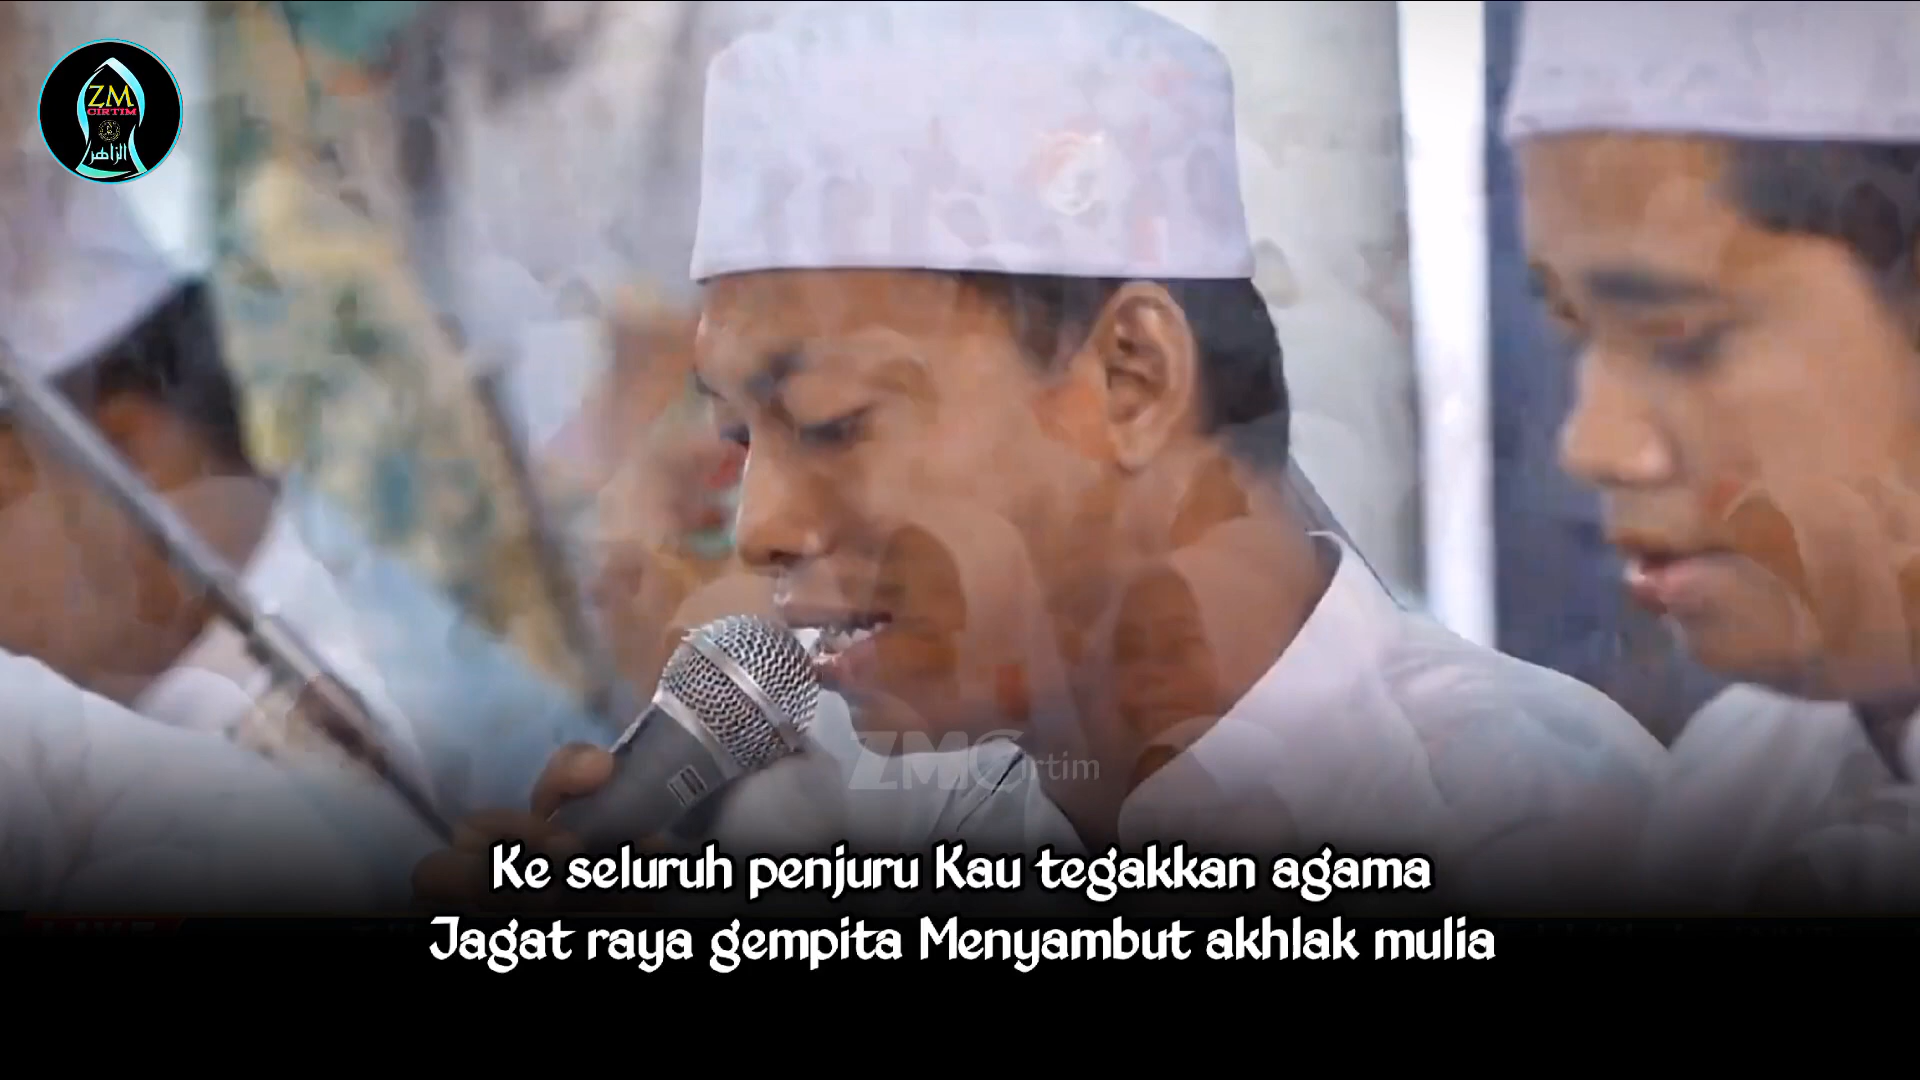 ZM
CIRTIM
الزاهر
ZMCirtim
Ke seluruh penjuru Kau tegakkan agama
Jagat raya gempita Menyambut akhlak mulia